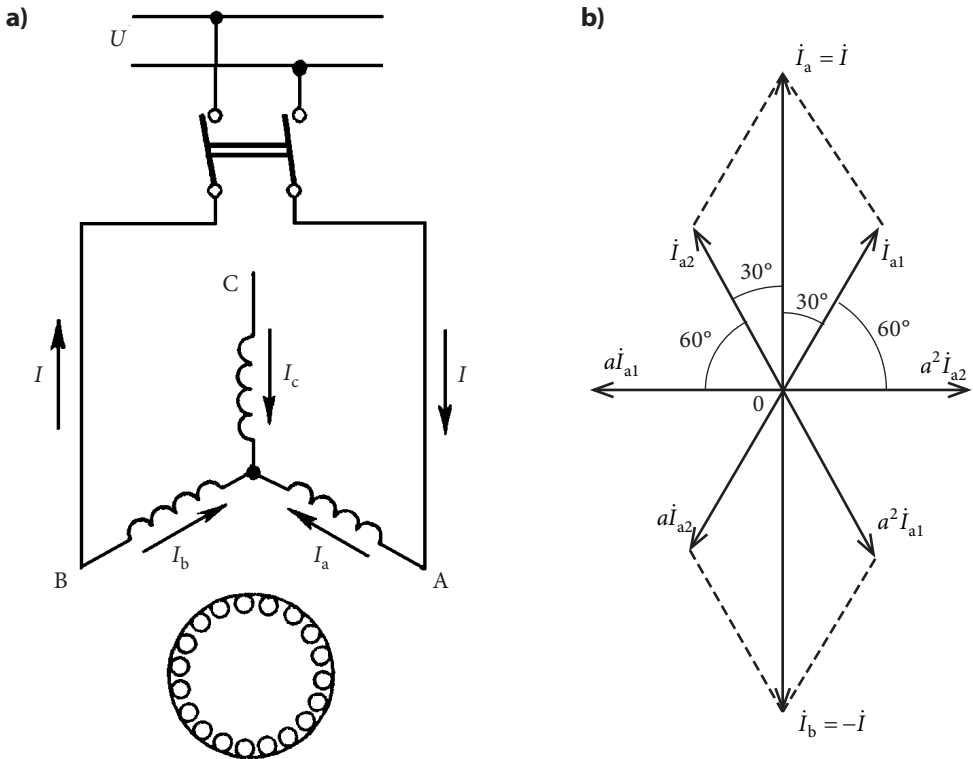 a)
U
C
I
I_c
I
I_b
I_a
B
A
b)
İ_a = İ
İ_a2
İ_a1
30°
30°
60°
60°
aİ_a1
a²İ_a2
0
aİ_a2
a²İ_a1
İ_b = –İ